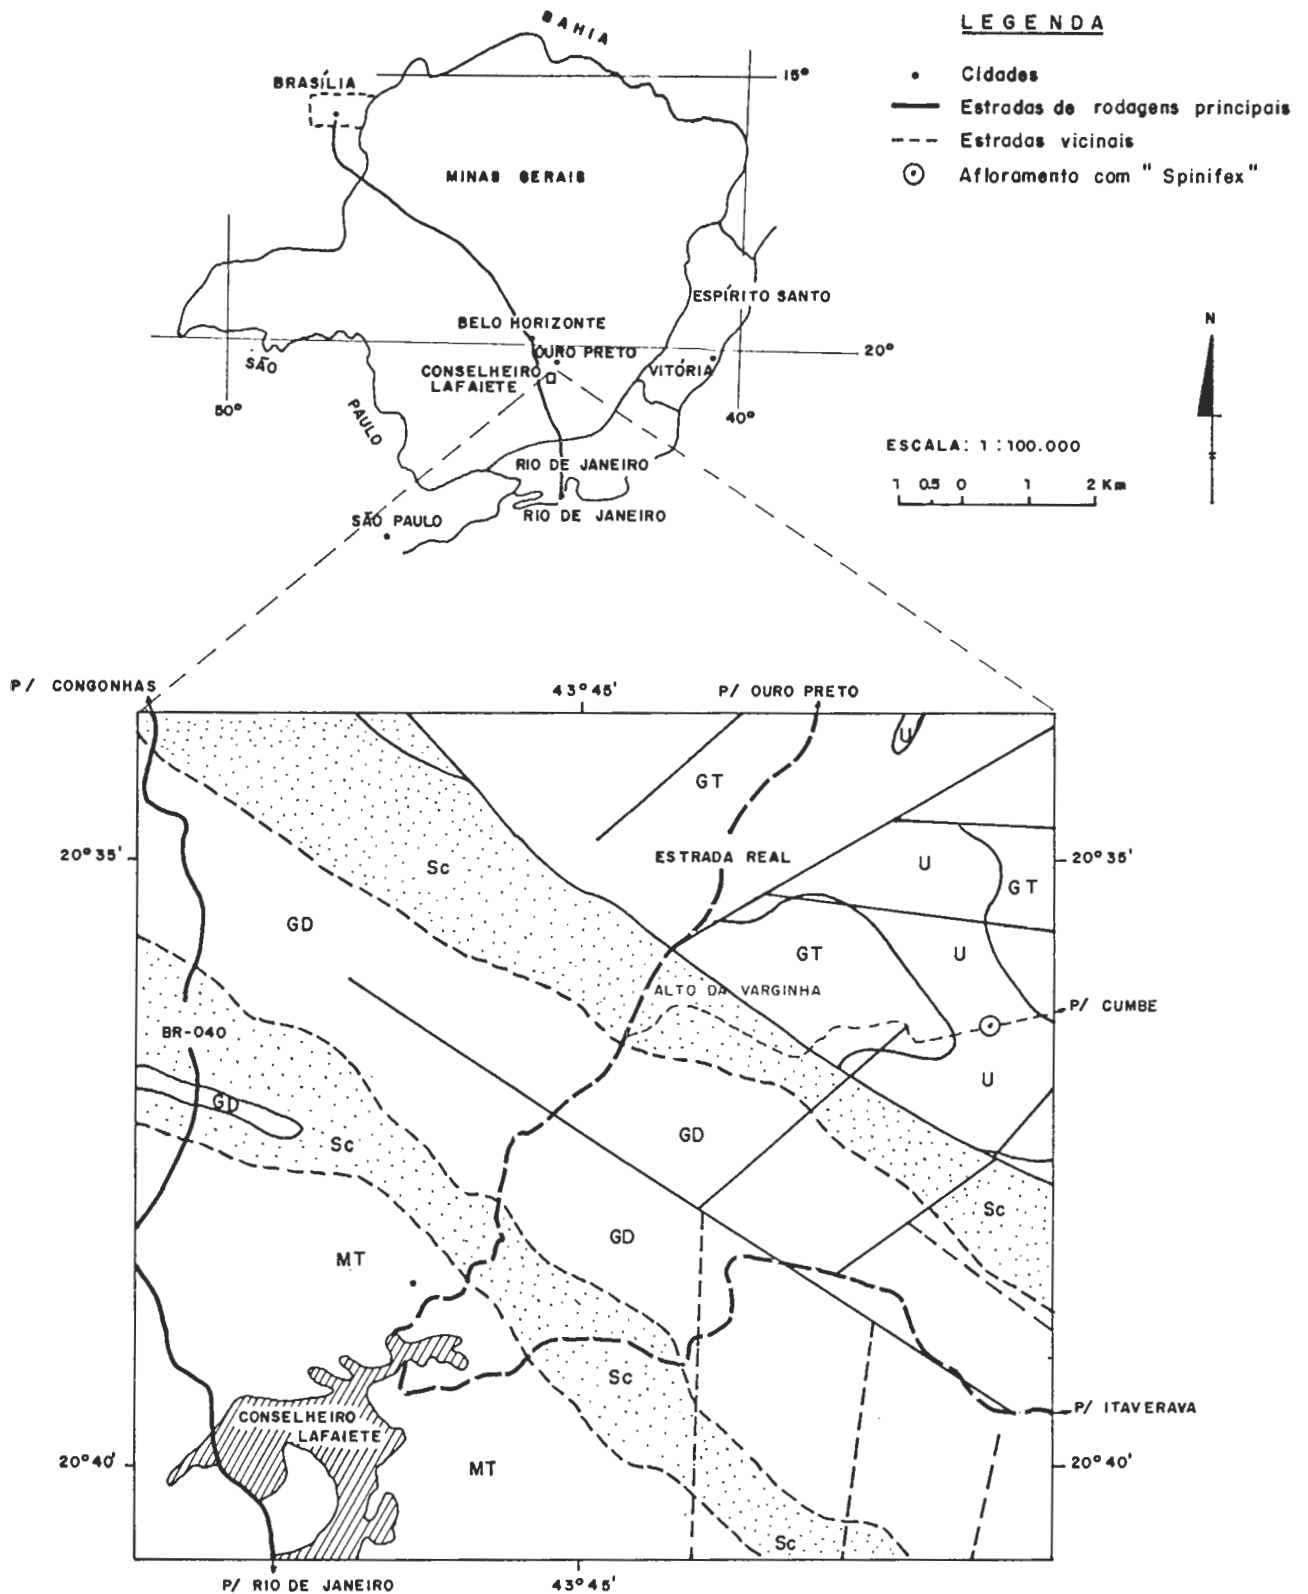 LEGENDA
Cidades
Estradas de rodagens principais
Estradas vicinais
Afloramento com "Spinifex"
BAHIA
BRASÍLIA
15°
MINAS GERAIS
ESPÍRITO SANTO
BELO HORIZONTE
OURO PRETO
20°
CONSELHEIRO
LAFAIETE
VITÓRIA
SÃO
PAULO
50°
40°
RIO DE JANEIRO
SÃO PAULO
RIO DE JANEIRO
N
ESCALA: 1:100.000
1 0.5 0 1 2 Km
P/ CONGONHAS
43°45'
P/ OURO PRETO
U
GT
20°35'
ESTRADA REAL
20°35'
Sc
U
GT
GD
GT
U
ALTO DA VARGINHA
P/ CUMBE
BR-040
U
GD
Sc
GD
Sc
GD
MT
Sc
P/ ITAVERAVA
CONSELHEIRO
LAFAIETE
20°40'
MT
20°40'
Sc
P/ RIO DE JANEIRO
43°45'